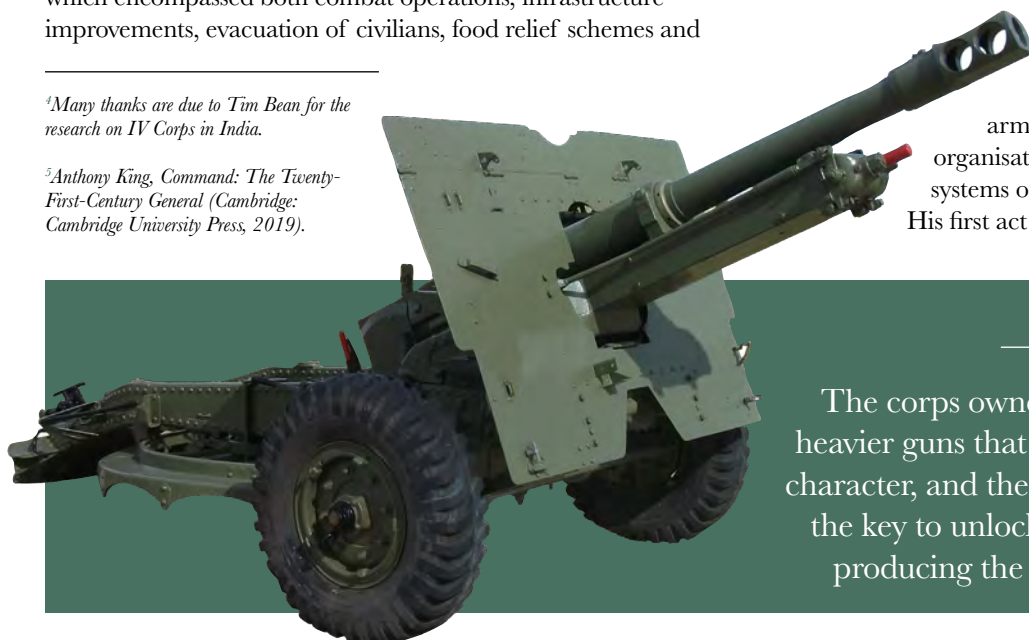 which encompassed both combat operations, infrastructure
improvements, evacuation of civilians, food relief schemes and
⁴Many thanks are due to Tim Bean for the
research on IV Corps in India.
⁵Anthony King, Command: The Twenty-
First-Century General (Cambridge:
Cambridge University Press, 2019).
arm
organisat
systems o
His first act
The corps owne
heavier guns that
character, and the
the key to unloc
producing the